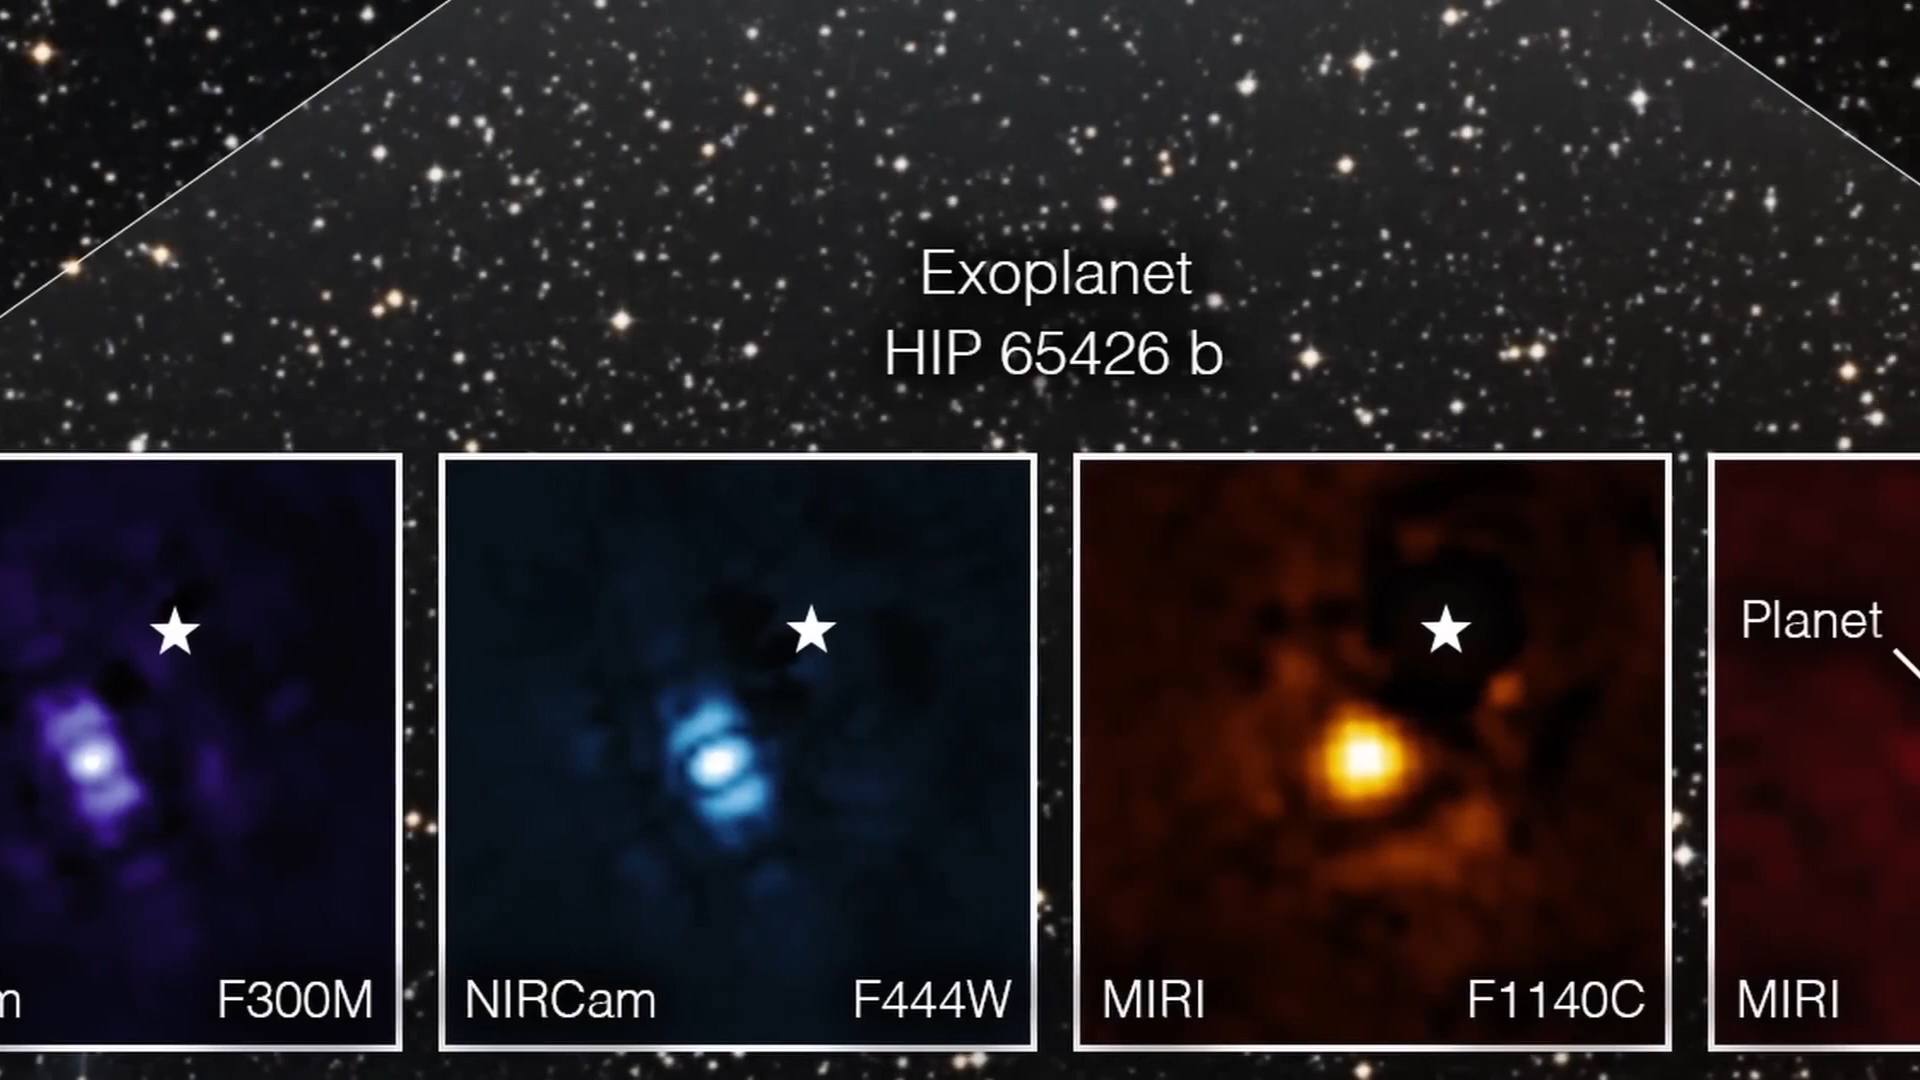 Exoplanet
HIP 65426 b
Planet
F300M
NIRCam F444W
MIRI F1140C
MIRI